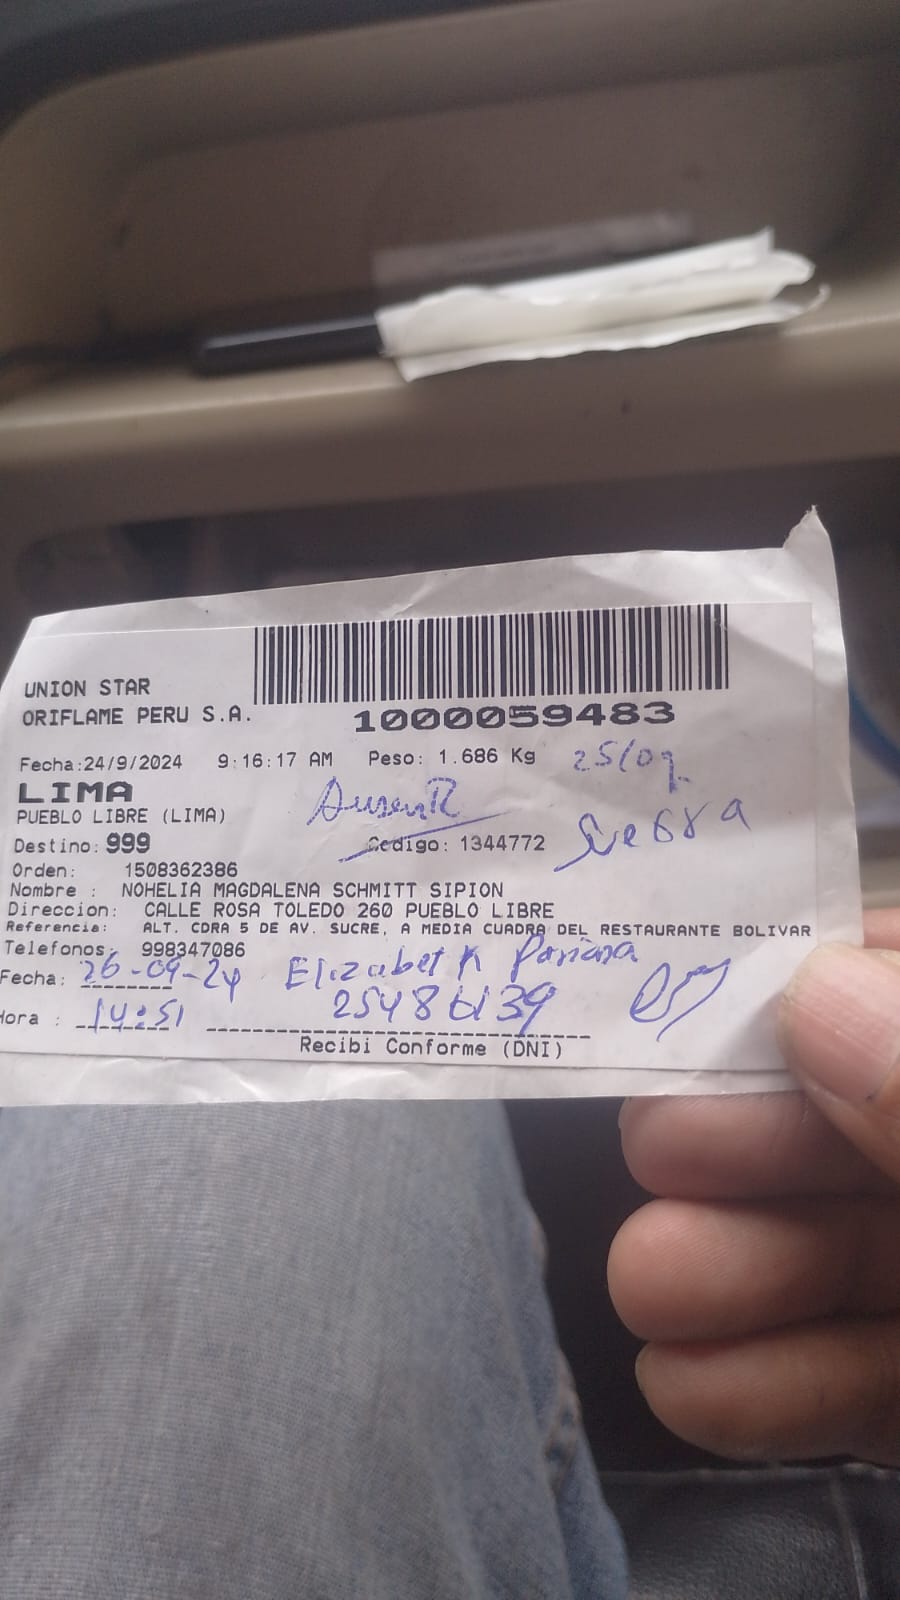 UNION STAR
ORIFLAME PERU S.A.
1000059483
Fecha:24/9/2024 9:16:17 AM Peso: 1.686 Kg 25/09
LIMA
PUEBLO LIBRE (LIMA)
Destino: 999 Codigo: 1344772
Orden: 1508362386
Nombre : NOHELIA MAGDALENA SCHMITT SIPION
Direccion: CALLE ROSA TOLEDO 260 PUEBLO LIBRE
Referencia: ALT. CDRA 5 DE AV. SUCRE, A MEDIA CUADRA DEL RESTAURANTE BOLIVAR
Telefonos: 998347086
Fecha: 26-09-24 Elizabet
Hora : 14:51 25486139
Recibi Conforme (DNI)